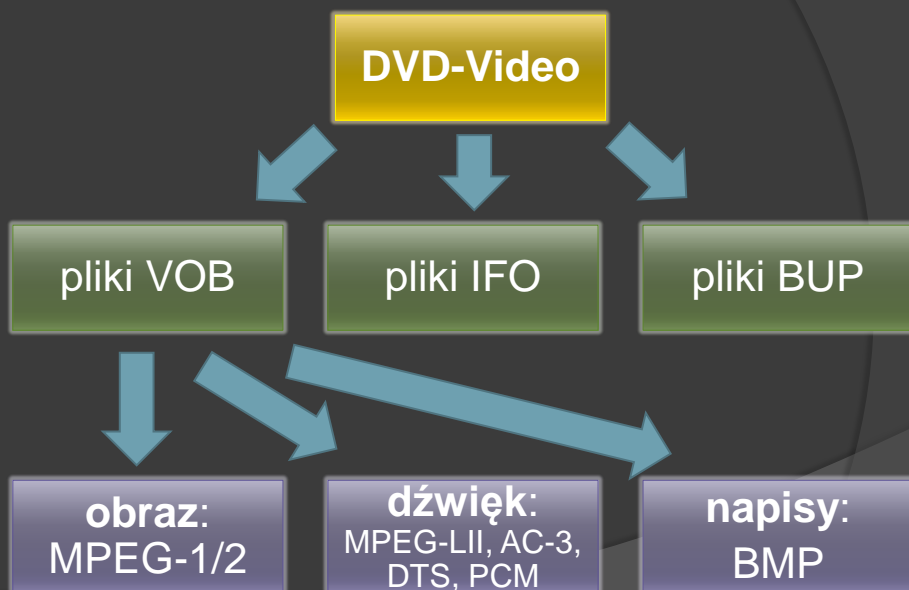 DVD-Video
pliki VOB
pliki IFO
pliki BUP
obraz:
MPEG-1/2
dźwięk:
MPEG-LII, AC-3,
DTS, PCM
napisy:
BMP